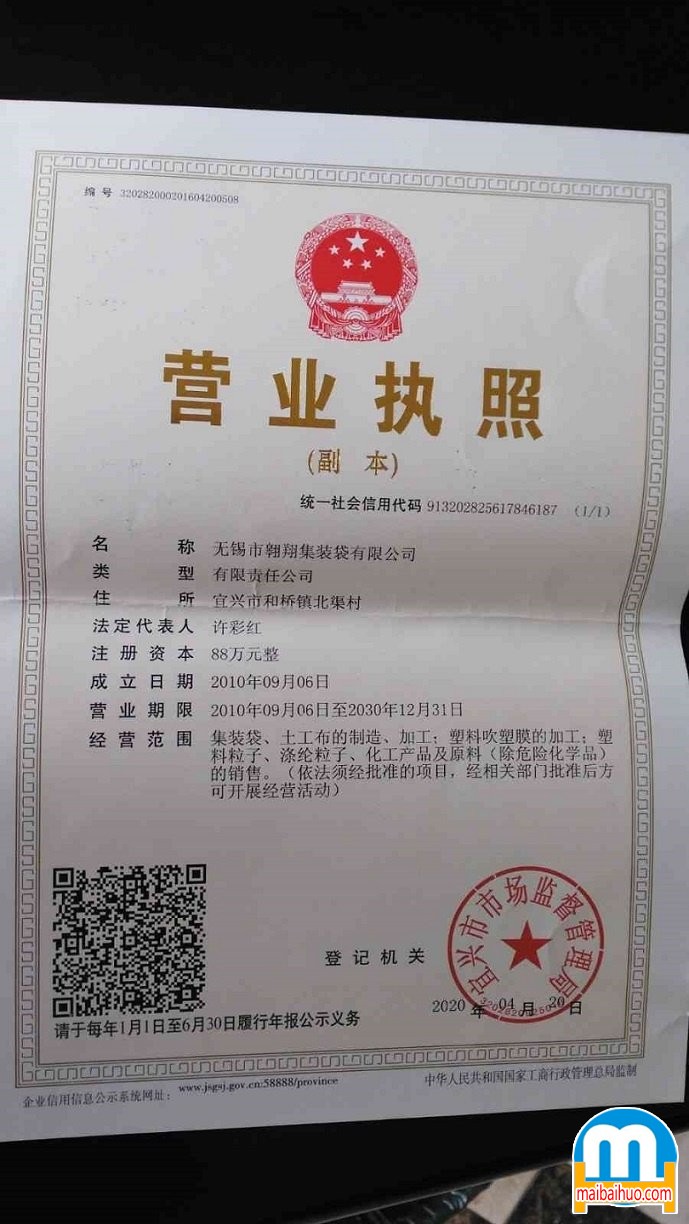 编号 320282000201604200508
营业执照
(副 本)
统一社会信用代码 913202825617846187 (1/1)
名 称 无锡市翱翔集装袋有限公司
类 型 有限责任公司
住 所 宜兴市和桥镇北渠村
法定代表人 许彩红
注册资本 88万元整
成立日期 2010年09月06日
营业期限 2010年09月06日至2030年12月31日
经营范围 集装袋、土工布的制造、加工；塑料吹塑膜的加工；塑
料粒子、涤纶粒子、化工产品及原料（除危险化学品）
的销售。（依法须经批准的项目，经相关部门批准后方
可开展经营活动）
登记机关
宜兴市市场监督管理局
2020 年 04 月 20 日
请于每年1月1日至6月30日履行年报公示义务
企业信用信息公示系统网址： www.jsgsj.gov.cn:58888/province
中华人民共和国国家工商行政管理总局监制
m
maibaihuo.com